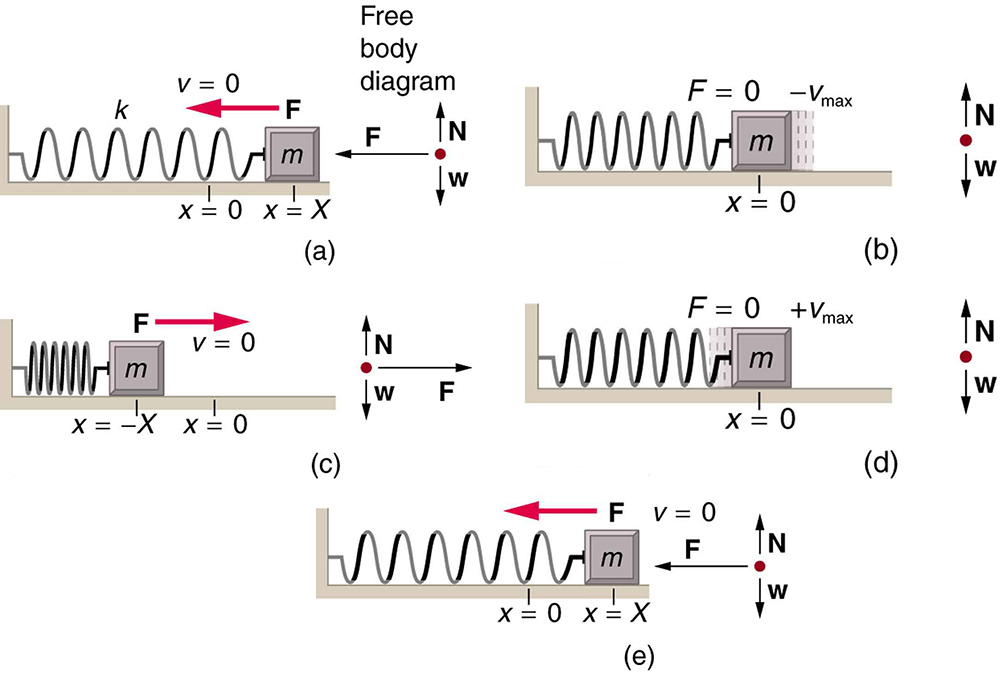 Free
body
diagram
v = 0
k
F
m
F
N
w
x = 0 x = X
(a)
F = 0 −vmax
m
N
w
x = 0
(b)
F
v = 0
m
N
w
F
x = −X x = 0
(c)
F = 0 +vmax
m
N
w
x = 0
(d)
F v = 0
m
F
N
w
x = 0 x = X
(e)